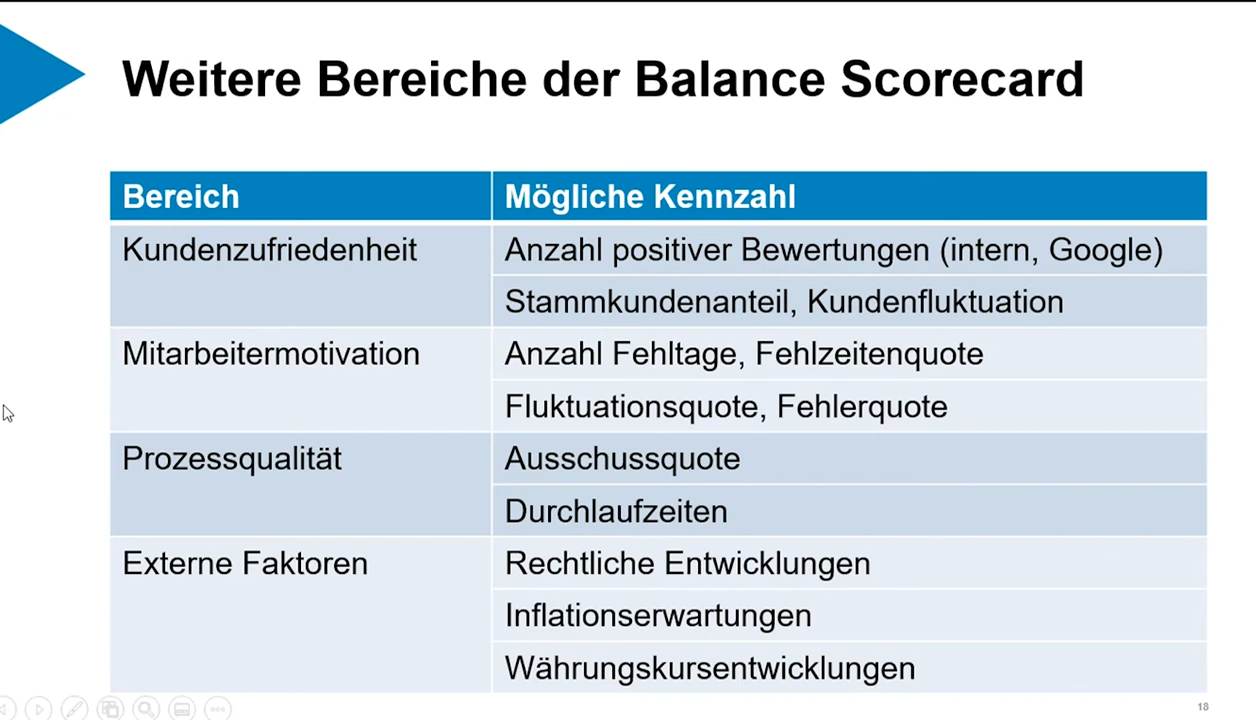 Weitere Bereiche der Balance Scorecard
Bereich Mögliche Kennzahl
Kundenzufriedenheit Anzahl positiver Bewertungen (intern, Google)
Stammkundenanteil, Kundenfluktuation
Mitarbeitermotivation Anzahl Fehltage, Fehlzeitenquote
Fluktuationsquote, Fehlerquote
Prozessqualität Ausschussquote
Durchlaufzeiten
Externe Faktoren Rechtliche Entwicklungen
Inflationserwartungen
Währungskursentwicklungen
18